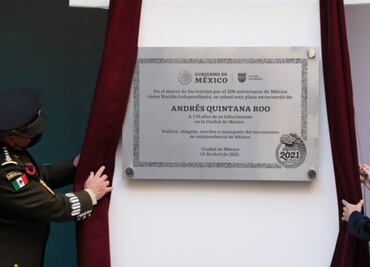 GOBIERNO DE
MÉXICO
En el marco de los festejos por el 200 aniversario de México
como Nación independiente, se colocó esta placa en recuerdo de:
ANDRÉS QUINTANA ROO
A 170 años de su fallecimiento
en la Ciudad de México
Político, abogado, escritor e insurgente del movimiento
de independencia de México.
Ciudad de México
15 de abril de 2021.
2021